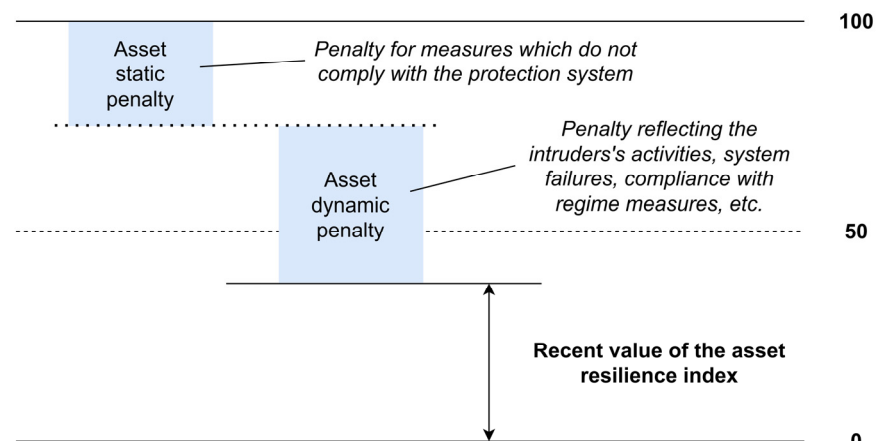 100
Asset
static
penalty
Penalty for measures which do not
comply with the protection system
Penalty reflecting the
intruders's activities, system
failures, compliance with
regime measures, etc.
Asset
dynamic
penalty
50
Recent value of the asset
resilience index
0